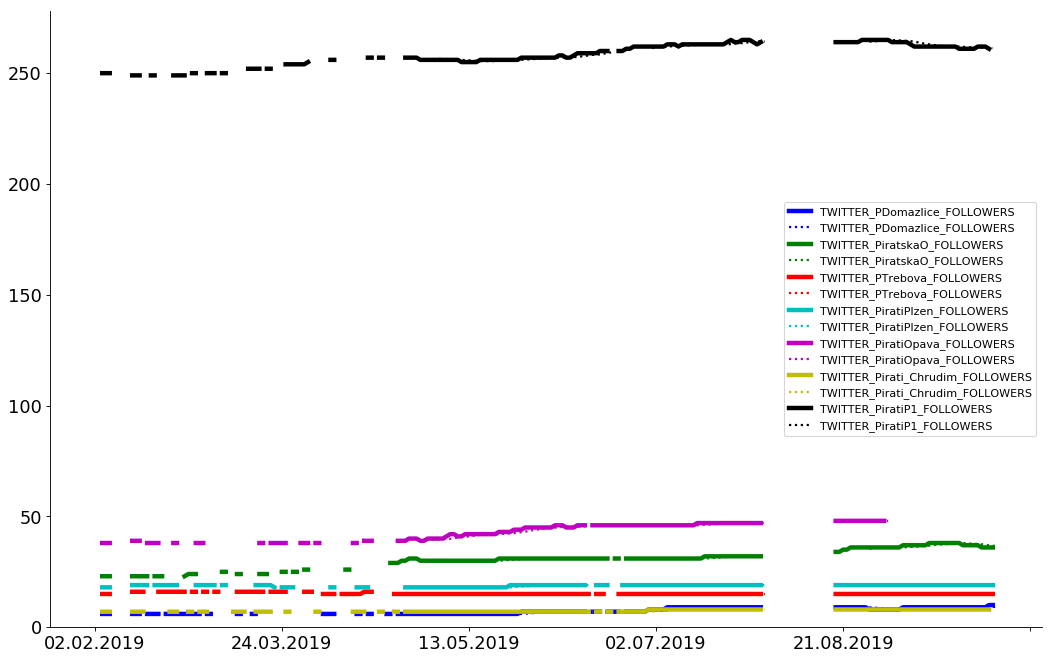 250
200
150
100
50
0
02.02.2019 24.03.2019 13.05.2019 02.07.2019 21.08.2019
TWITTER_PDomazlice_FOLLOWERS
TWITTER_PDomazlice_FOLLOWERS
TWITTER_PiratskaO_FOLLOWERS
TWITTER_PiratskaO_FOLLOWERS
TWITTER_PTrebova_FOLLOWERS
TWITTER_PTrebova_FOLLOWERS
TWITTER_PiratiPlzen_FOLLOWERS
TWITTER_PiratiPlzen_FOLLOWERS
TWITTER_PiratiOpava_FOLLOWERS
TWITTER_PiratiOpava_FOLLOWERS
TWITTER_Pirati_Chrudim_FOLLOWERS
TWITTER_Pirati_Chrudim_FOLLOWERS
TWITTER_PiratiP1_FOLLOWERS
TWITTER_PiratiP1_FOLLOWERS